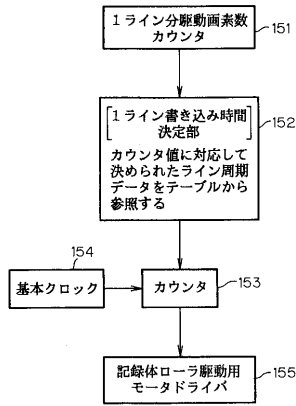 1ライン分駆動画素数
カウンタ
151
1ライン書き込み時間
決定部
152
カウンタ値に対応して
決められたライン周期
データをテーブルから
参照する
154
基本クロック
カウンタ
153
記録体ローラ駆動用
モータドライバ
155